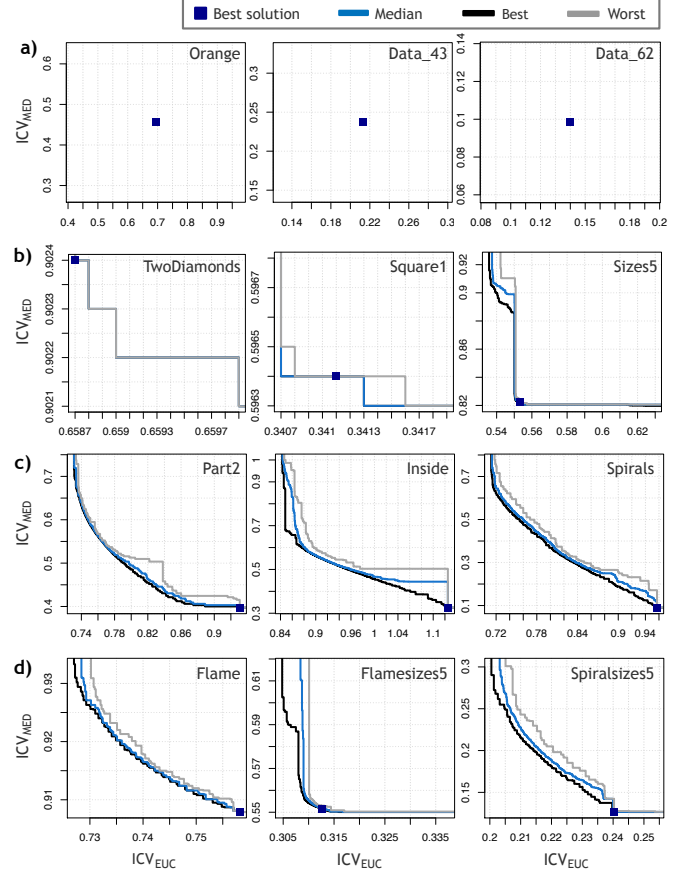 Best solution Median Best Worst
a)
Orange
ICV_MED
0.6
0.5
0.4
0.3
0.4 0.5 0.6 0.7 0.8 0.9
Data_43
0.3
0.25
0.2
0.15
0.14 0.18 0.22 0.26 0.3
Data_62
0.14
0.12
0.1
0.08
0.06
0.08 0.1 0.12 0.14 0.16 0.18 0.2
b)
TwoDiamonds
ICV_MED
0.9024
0.9023
0.9022
0.9021
0.6587 0.659 0.6593 0.6597
Square1
0.5967
0.5965
0.5963
0.3407 0.341 0.3413 0.3417
Sizes5
0.92
0.9
0.86
0.82
0.54 0.56 0.58 0.6 0.62
c)
Part2
ICV_MED
0.7
0.6
0.5
0.4
0.74 0.78 0.82 0.86 0.9
Inside
1
0.9
0.7
0.5
0.3
0.84 0.9 0.96 1 1.04 1.1
Spirals
0.7
0.5
0.3
0.1
0.72 0.78 0.84 0.9 0.94
d)
Flame
ICV_MED
0.93
0.92
0.91
0.73 0.74 0.75
ICV_EUC
Flamesizes5
0.61
0.59
0.57
0.55
0.305 0.315 0.325 0.335
ICV_EUC
Spiralsizes5
0.3
0.25
0.2
0.15
0.2 0.21 0.22 0.23 0.24 0.25
ICV_EUC